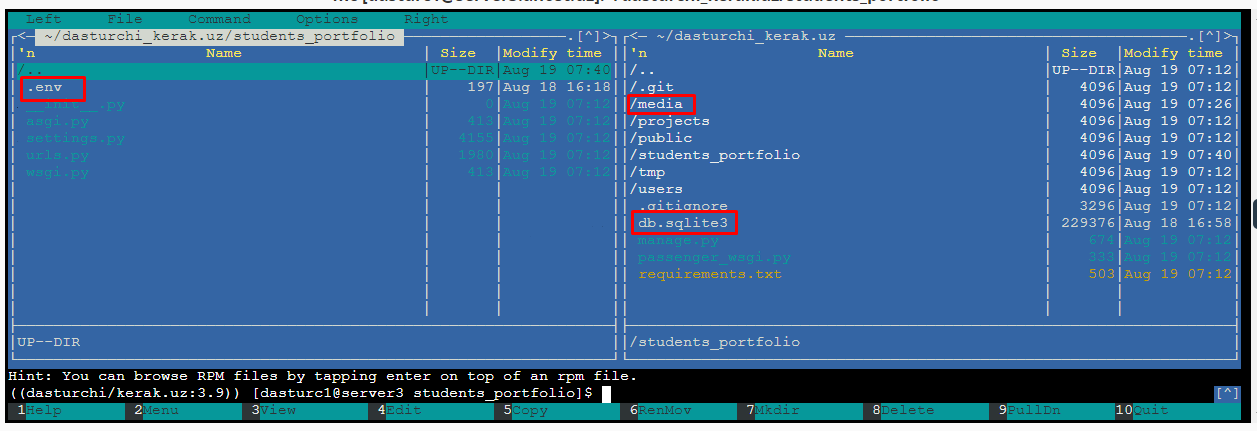 Left File Command Options Right
~/dasturchi_kerak.uz/students_portfolio .[^]> ~/dasturchi_kerak.uz .[^]>
'n Name Size Modify time 'n Name Size Modify time
/.. UP--DIR Aug 19 07:40 /.. UP--DIR Aug 19 07:12
.env 197 Aug 18 16:18 /.git 4096 Aug 19 07:12
__init__.py 0 Aug 19 07:12 /media 4096 Aug 19 07:26
asgi.py 413 Aug 19 07:12 /projects 4096 Aug 19 07:12
settings.py 4155 Aug 19 07:12 /public 4096 Aug 19 07:12
urls.py 1980 Aug 19 07:12 /students_portfolio 4096 Aug 19 07:40
wsgi.py 413 Aug 19 07:12 /tmp 4096 Aug 19 07:12
/users 4096 Aug 19 07:12
.gitignore 3296 Aug 19 07:12
db.sqlite3 229376 Aug 18 16:58
manage.py 674 Aug 19 07:12
passenger_wsgi.py 333 Aug 19 07:12
requirements.txt 503 Aug 19 07:12
UP--DIR /students_portfolio
Hint: You can browse RPM files by tapping enter on top of an rpm file.
((dasturchi/kerak.uz:3.9)) [dasturc1@server3 students_portfolio]$ [^]
1Help 2Menu 3View 4Edit 5Copy 6RenMov 7Mkdir 8Delete 9PullDn 10Quit